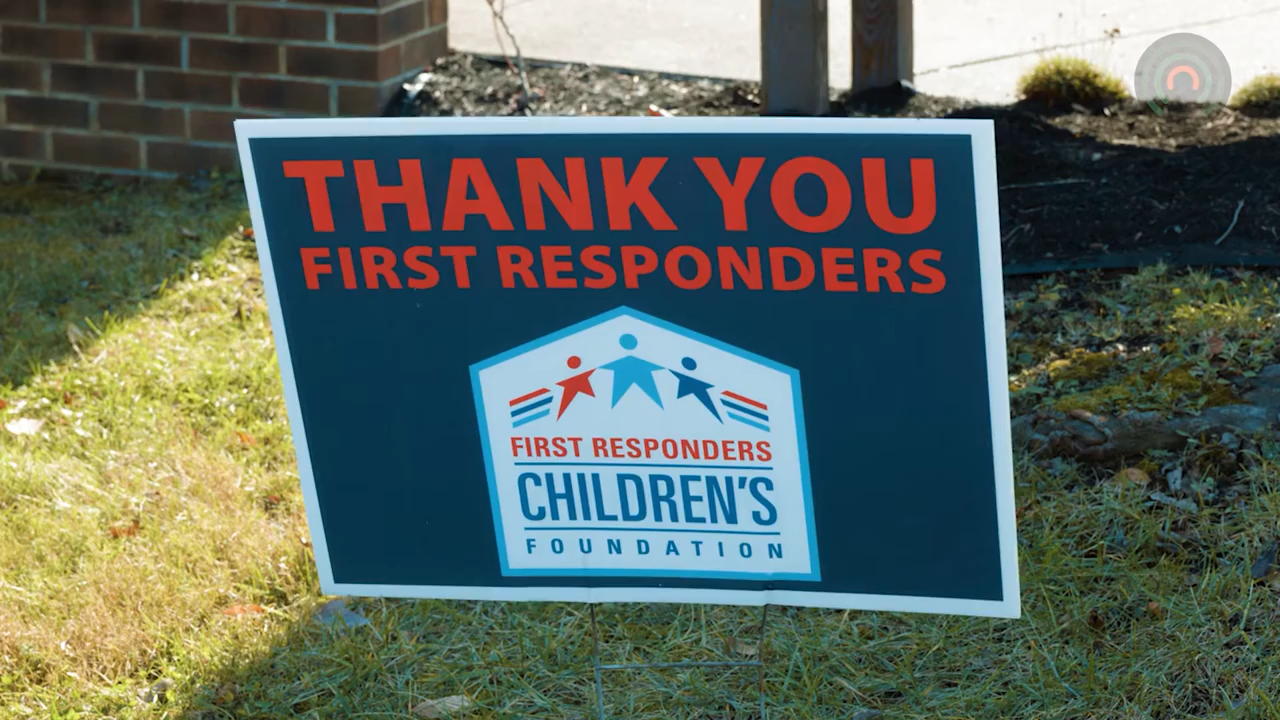 THANK YOU
FIRST RESPONDERS
FIRST RESPONDERS
CHILDREN'S
FOUNDATION